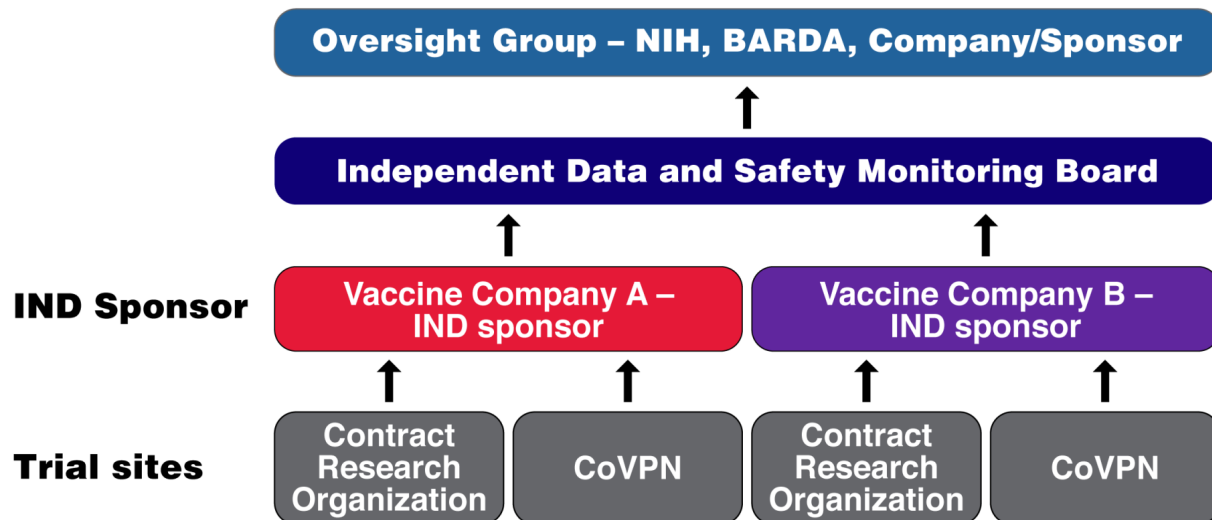 Oversight Group – NIH, BARDA, Company/Sponsor
Independent Data and Safety Monitoring Board
IND Sponsor
Vaccine Company A –
IND sponsor
Vaccine Company B –
IND sponsor
Trial sites
Contract
Research
Organization
CoVPN
Contract
Research
Organization
CoVPN